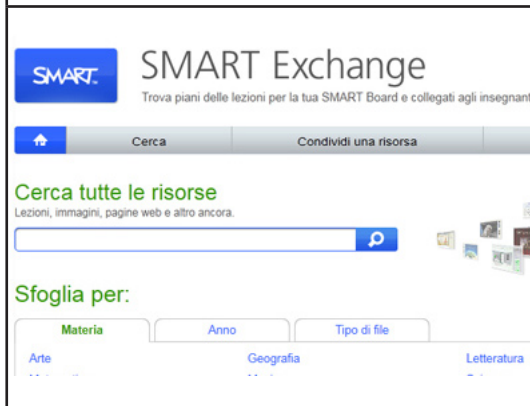 SMART
SMART Exchange
Trova piani delle lezioni per la tua SMART Board e collegati agli insegnant
Cerca
Condividi una risorsa
Cerca tutte le risorse
Lezioni, immagini, pagine web e altro ancora.
Sfoglia per:
Materia
Anno
Tipo di file
Arte
Geografia
Letteratura